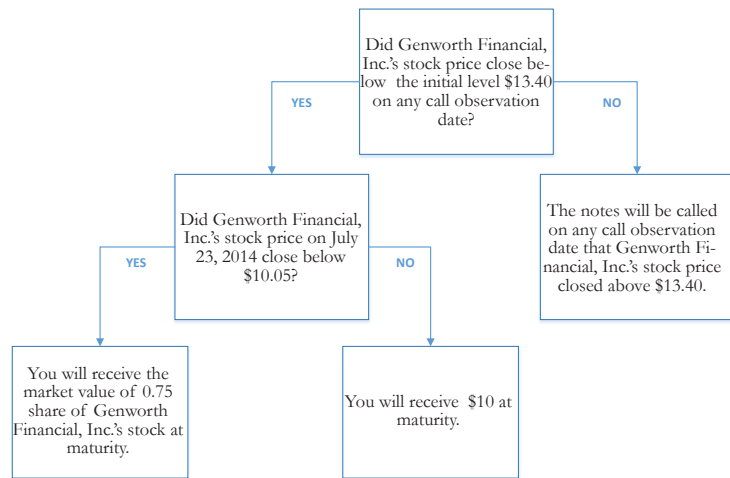 Did Genworth Financial,
Inc.'s stock price close be-
low the initial level $13.40
on any call observation
date?
YES
NO
Did Genworth Financial,
Inc.'s stock price on July
23, 2014 close below
$10.05?
The notes will be called
on any call observation
date that Genworth Fi-
nancial, Inc.'s stock price
closed above $13.40.
YES
NO
You will receive the
market value of 0.75
share of Genworth
Financial, Inc.'s stock at
maturity.
You will receive $10 at
maturity.